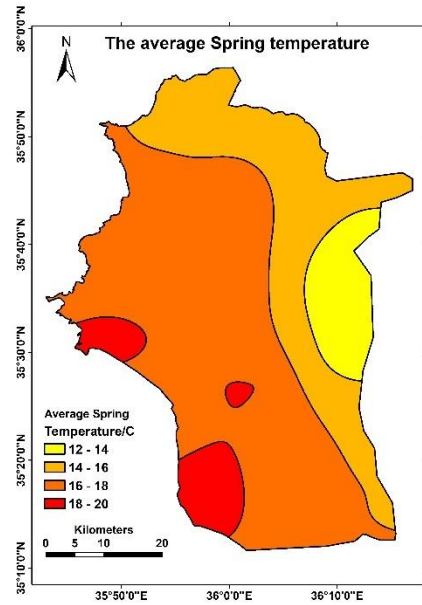 The average Spring temperature
N
36°0'0"N
35°50'0"N
35°40'0"N
35°30'0"N
35°20'0"N
35°10'0"N
Average Spring
Temperature/C
12 - 14
14 - 16
16 - 18
18 - 20
Kilometers
0 5 10 20
35°50'0"E 36°0'0"E 36°10'0"E